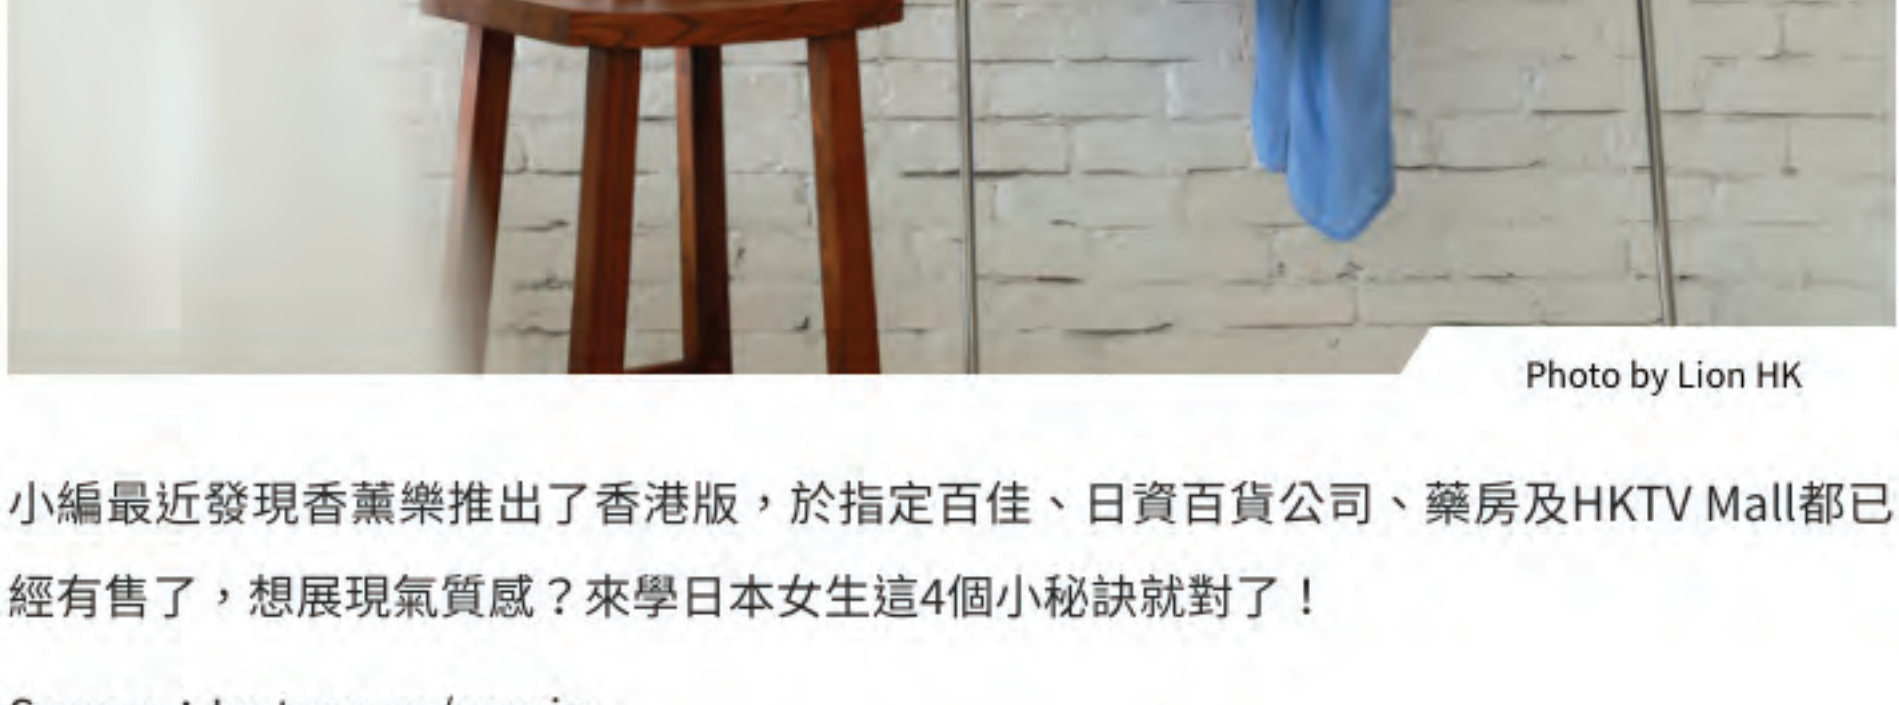 Photo by Lion HK
小編最近發現香薰樂推出了香港版，於指定百佳、日資百貨公司、藥房及HKTV Mall都已
經有售了，想展現氣質感？來學日本女生這4個小秘訣就對了！